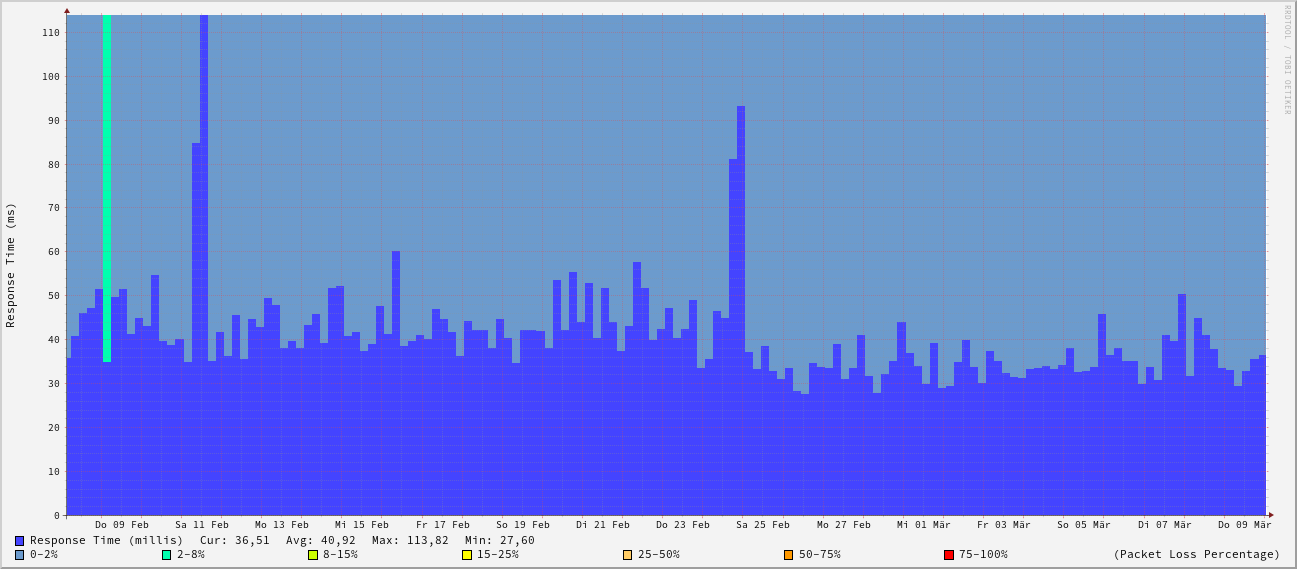 RRDTOOL / TOBI OETIKER
Response Time (ms)
110
100
90
80
70
60
50
40
30
20
10
0
Do 09 Feb Sa 11 Feb Mo 13 Feb Mi 15 Feb Fr 17 Feb So 19 Feb Di 21 Feb Do 23 Feb Sa 25 Feb Mo 27 Feb Mi 01 Mär Fr 03 Mär So 05 Mär Di 07 Mär Do 09 Mär
Response Time (millis) Cur: 36,51 Avg: 40,92 Max: 113,82 Min: 27,60
0-2% 2-8% 8-15% 15-25% 25-50% 50-75% 75-100% (Packet Loss Percentage)